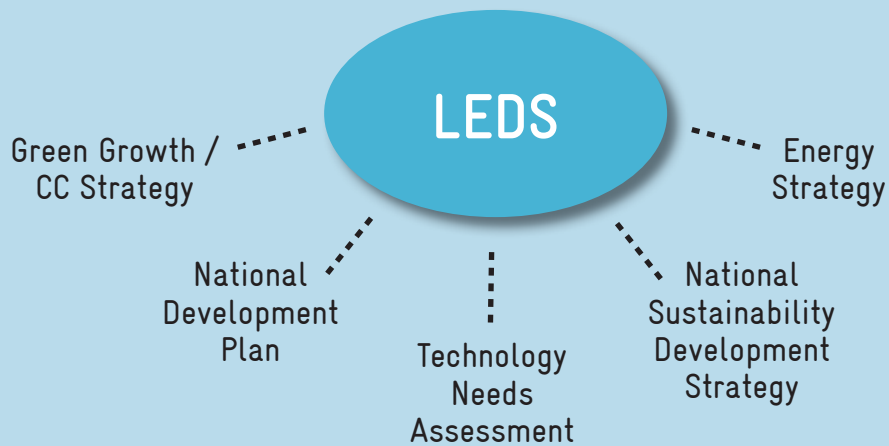 LEDS
Green Growth /
CC Strategy
National
Development
Plan
Technology
Needs
Assessment
National
Sustainability
Development
Strategy
Energy
Strategy